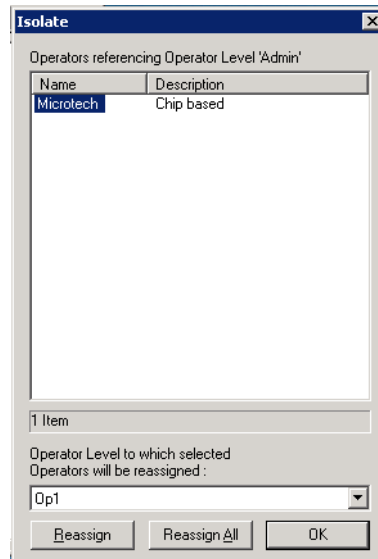 Isolate
Operators referencing Operator Level 'Admin'
Name Description
Microtech Chip based
1 Item
Operator Level to which selected
Operators will be reassigned :
Op1
Reassign Reassign All OK